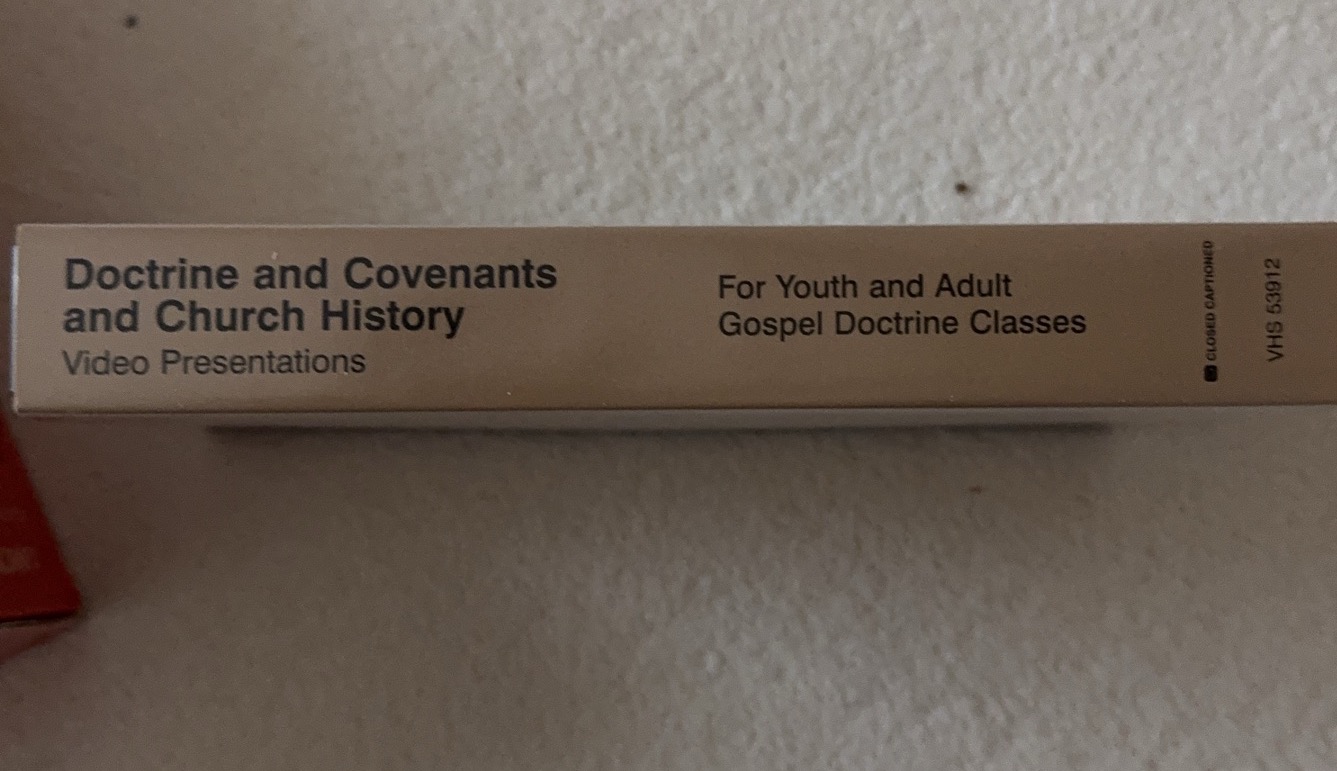 Doctrine and Covenants
and Church History
Video Presentations
For Youth and Adult
Gospel Doctrine Classes
CLOSED CAPTIONED
VHS 53912